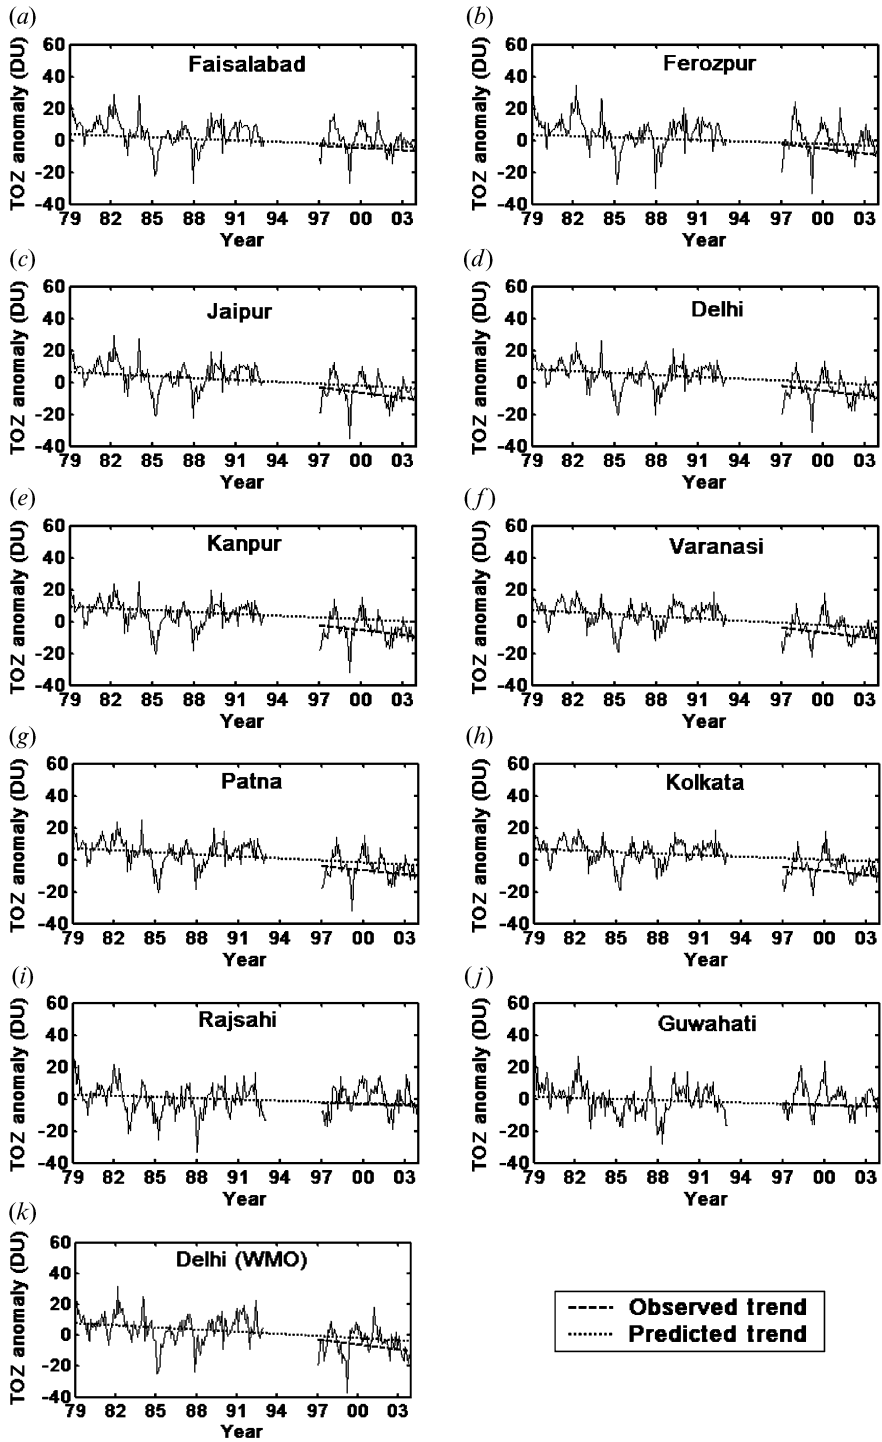 (a)
Faisalabad
TOZ anomaly (DU)
60
40
20
0
-20
-40
79 82 85 88 91 94 97 00 03
Year
(b)
Ferozpur
TOZ anomaly (DU)
60
40
20
0
-20
-40
79 82 85 88 91 94 97 00 03
Year
(c)
Jaipur
TOZ anomaly (DU)
60
40
20
0
-20
-40
79 82 85 88 91 94 97 00 03
Year
(d)
Delhi
TOZ anomaly (DU)
60
40
20
0
-20
-40
79 82 85 88 91 94 97 00 03
Year
(e)
Kanpur
TOZ anomaly (DU)
60
40
20
0
-20
-40
79 82 85 88 91 94 97 00 03
Year
(f)
Varanasi
TOZ anomaly (DU)
60
40
20
0
-20
-40
79 82 85 88 91 94 97 00 03
Year
(g)
Patna
TOZ anomaly (DU)
60
40
20
0
-20
-40
79 82 85 88 91 94 97 00 03
Year
(h)
Kolkata
TOZ anomaly (DU)
60
40
20
0
-20
-40
79 82 85 88 91 94 97 00 03
Year
(i)
Rajsahi
TOZ anomaly (DU)
60
40
20
0
-20
-40
79 82 85 88 91 94 97 00 03
Year
(j)
Guwahati
TOZ anomaly (DU)
60
40
20
0
-20
-40
79 82 85 88 91 94 97 00 03
Year
(k)
Delhi (WMO)
TOZ anomaly (DU)
60
40
20
0
-20
-40
79 82 85 88 91 94 97 00 03
Year
Observed trend
Predicted trend